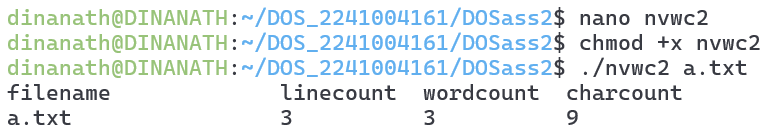 dinanath@DINANATH:~/DOS_2241004161/DOSass2$ nano nvwc2
dinanath@DINANATH:~/DOS_2241004161/DOSass2$ chmod +x nvwc2
dinanath@DINANATH:~/DOS_2241004161/DOSass2$ ./nvwc2 a.txt
filename            linecount  wordcount  charcount
a.txt               3          3          9